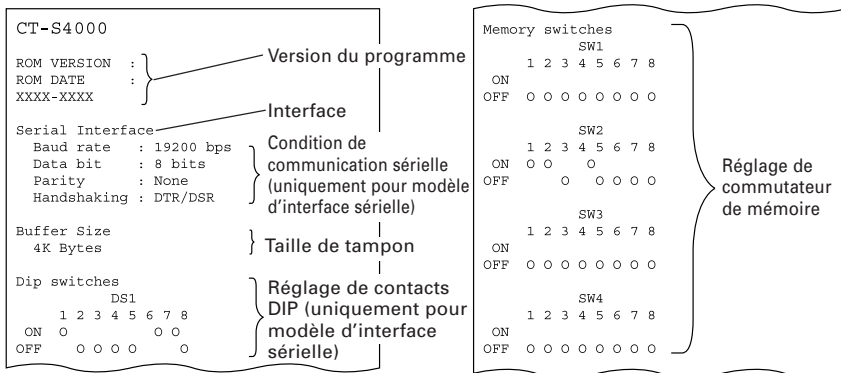 CT-S4000
ROM VERSION :
ROM DATE :
XXXX-XXXX
Version du programme
Serial Interface
Interface
Baud rate : 19200 bps
Data bit : 8 bits
Parity : None
Handshaking : DTR/DSR
Condition de
communication sérielle
(uniquement pour modèle
d'interface sérielle)
Buffer Size
4K Bytes
Taille de tampon
Dip switches
DS1
1 2 3 4 5 6 7 8
ON O O O
OFF O O O O O
Réglage de contacts
DIP (uniquement pour
modèle d'interface
sérielle)
Memory switches
SW1
1 2 3 4 5 6 7 8
ON
OFF O O O O O O O O
SW2
1 2 3 4 5 6 7 8
ON O O O
OFF O O O O O
SW3
1 2 3 4 5 6 7 8
ON
OFF O O O O O O O O
SW4
1 2 3 4 5 6 7 8
ON
OFF O O O O O O O O
Réglage de
commutateur
de mémoire